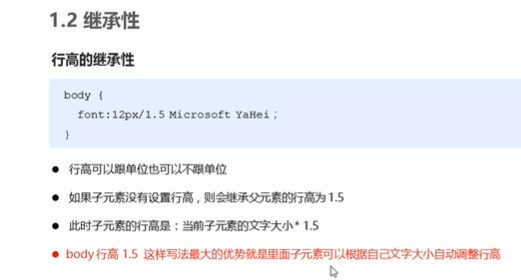 1.2 继承性
行高的继承性
body {
font:12px/1.5 Microsoft YaHei;
}
● 行高可以跟单位也可以不跟单位
● 如果子元素没有设置行高，则会继承父元素的行高为 1.5
● 此时子元素的行高是：当前子元素的文字大小* 1.5
● body 行高 1.5 这样写法最大的优势就是里面子元素可以根据自己文字大小自动调整行高